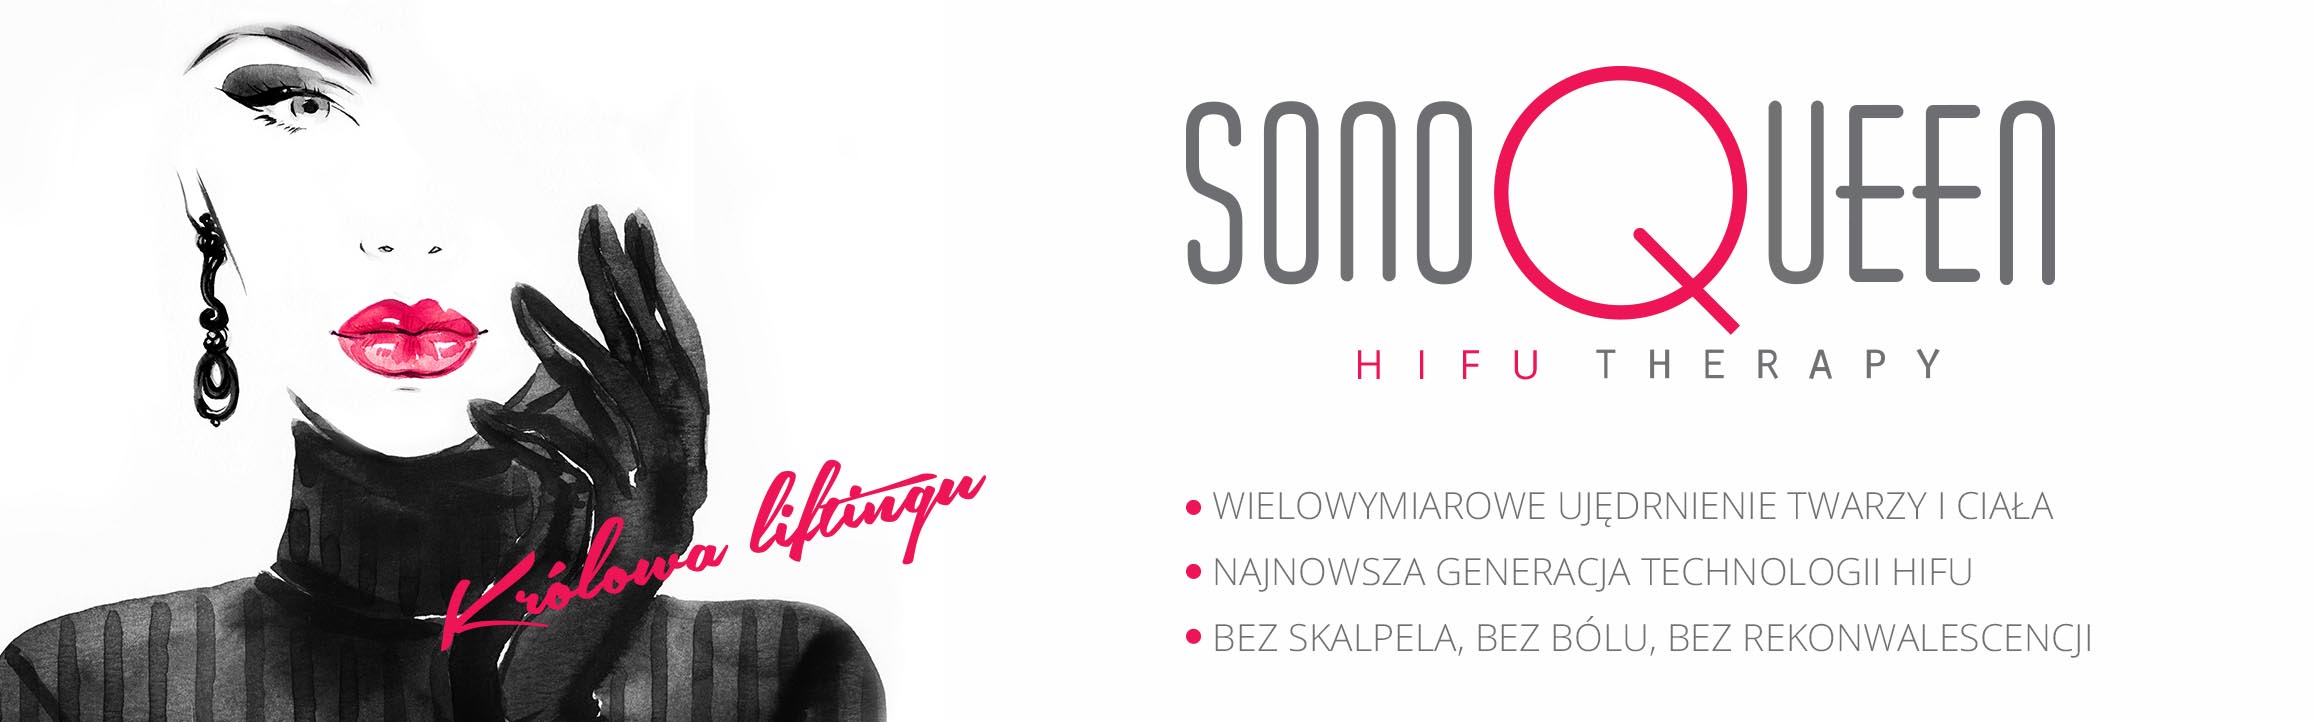 SONOQUEEN
HIFU THERAPY
Królowa liftingu
WIELOWYMIAROWE UJĘDRNIENIE TWARZY I CIAŁA
NAJNOWSZA GENERACJA TECHNOLOGII HIFU
BEZ SKALPELA, BEZ BÓLU, BEZ REKONWALESCENCJI